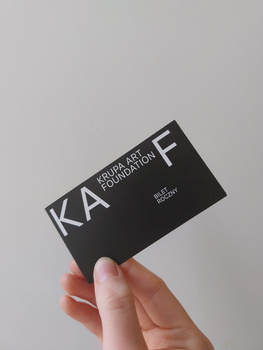 KA F
KRUPA ART
FOUNDATION
BILET
ROCZNY